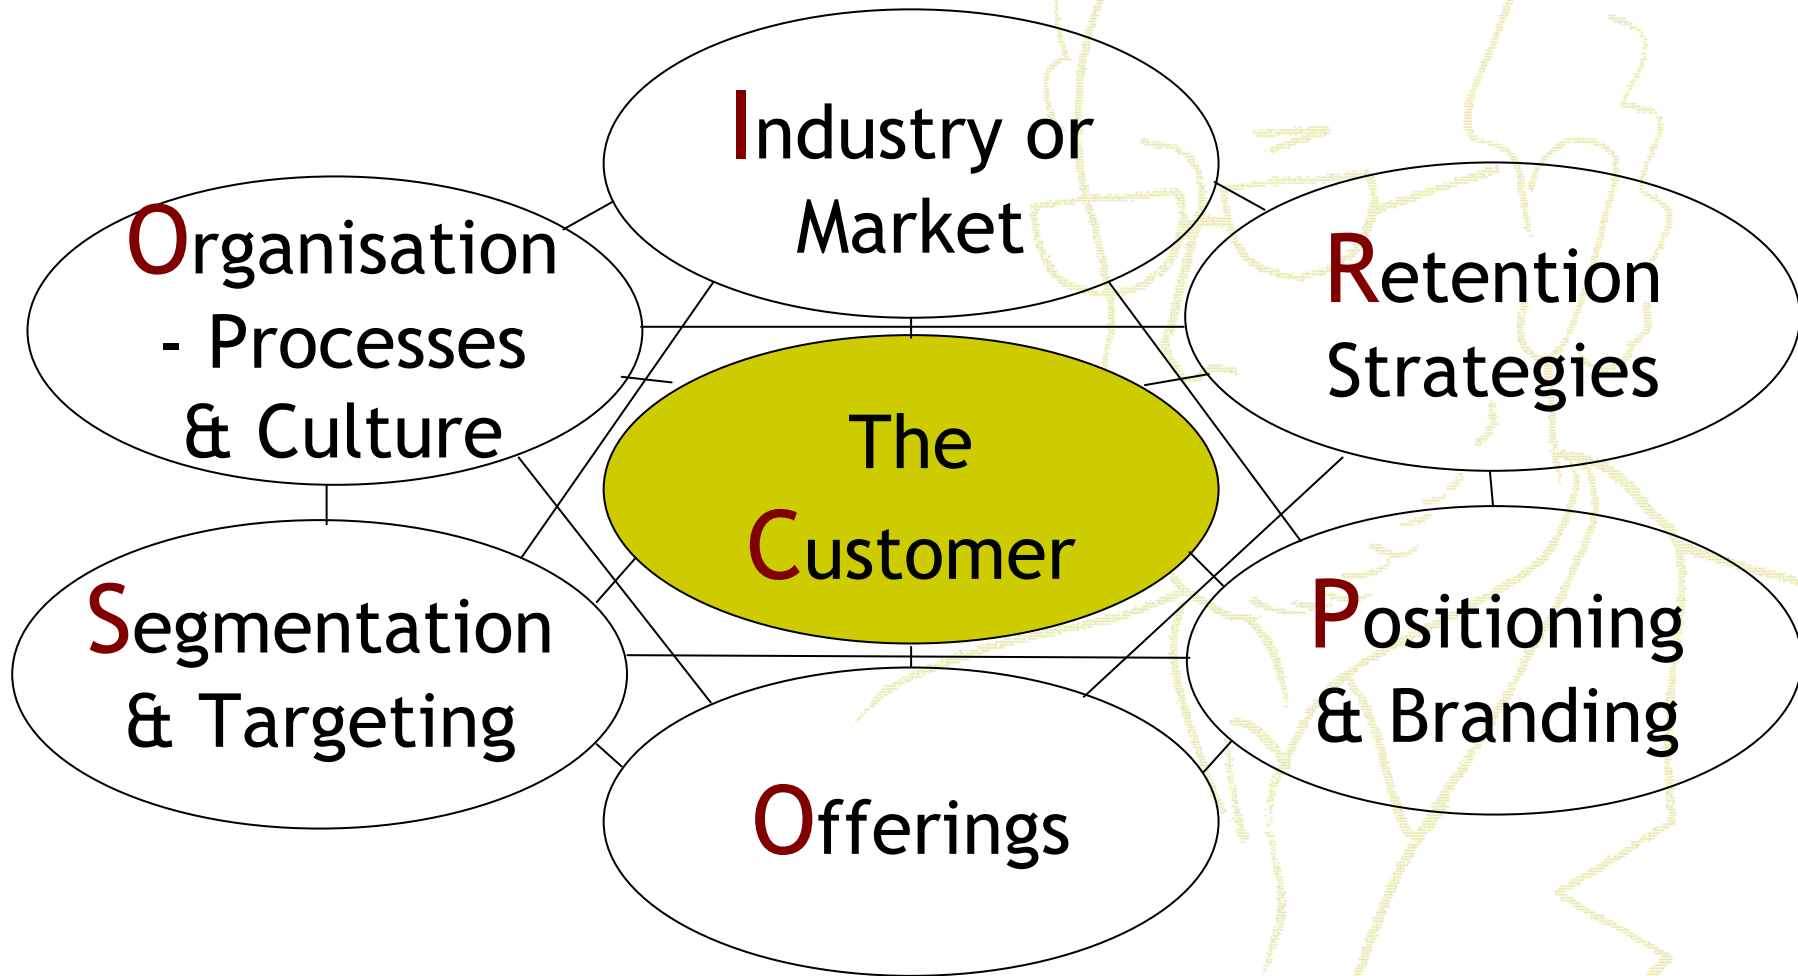 Industry or
Market
Organisation
- Processes
& Culture
Retention
Strategies
The
Customer
Segmentation
& Targeting
Positioning
& Branding
Offerings